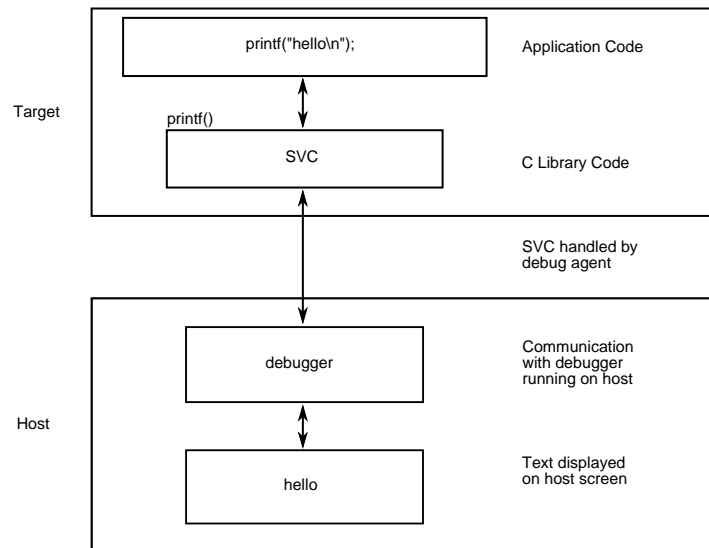 printf("hello\n");
Application Code
Target
printf()
SVC
C Library Code
SVC handled by
debug agent
debugger
Communication
with debugger
running on host
Host
hello
Text displayed
on host screen